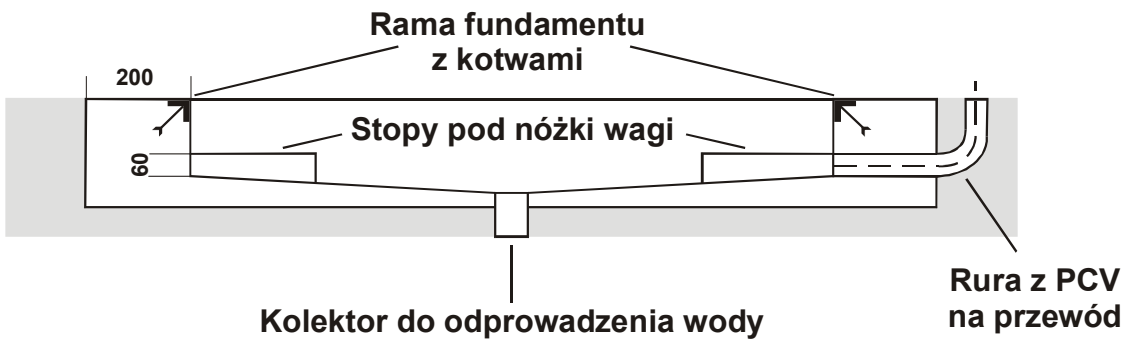 Rama fundamentu
z kotwami
200
Stopy pod nóżki wagi
60
Kolektor do odprowadzenia wody
Rura z PCV
na przewód